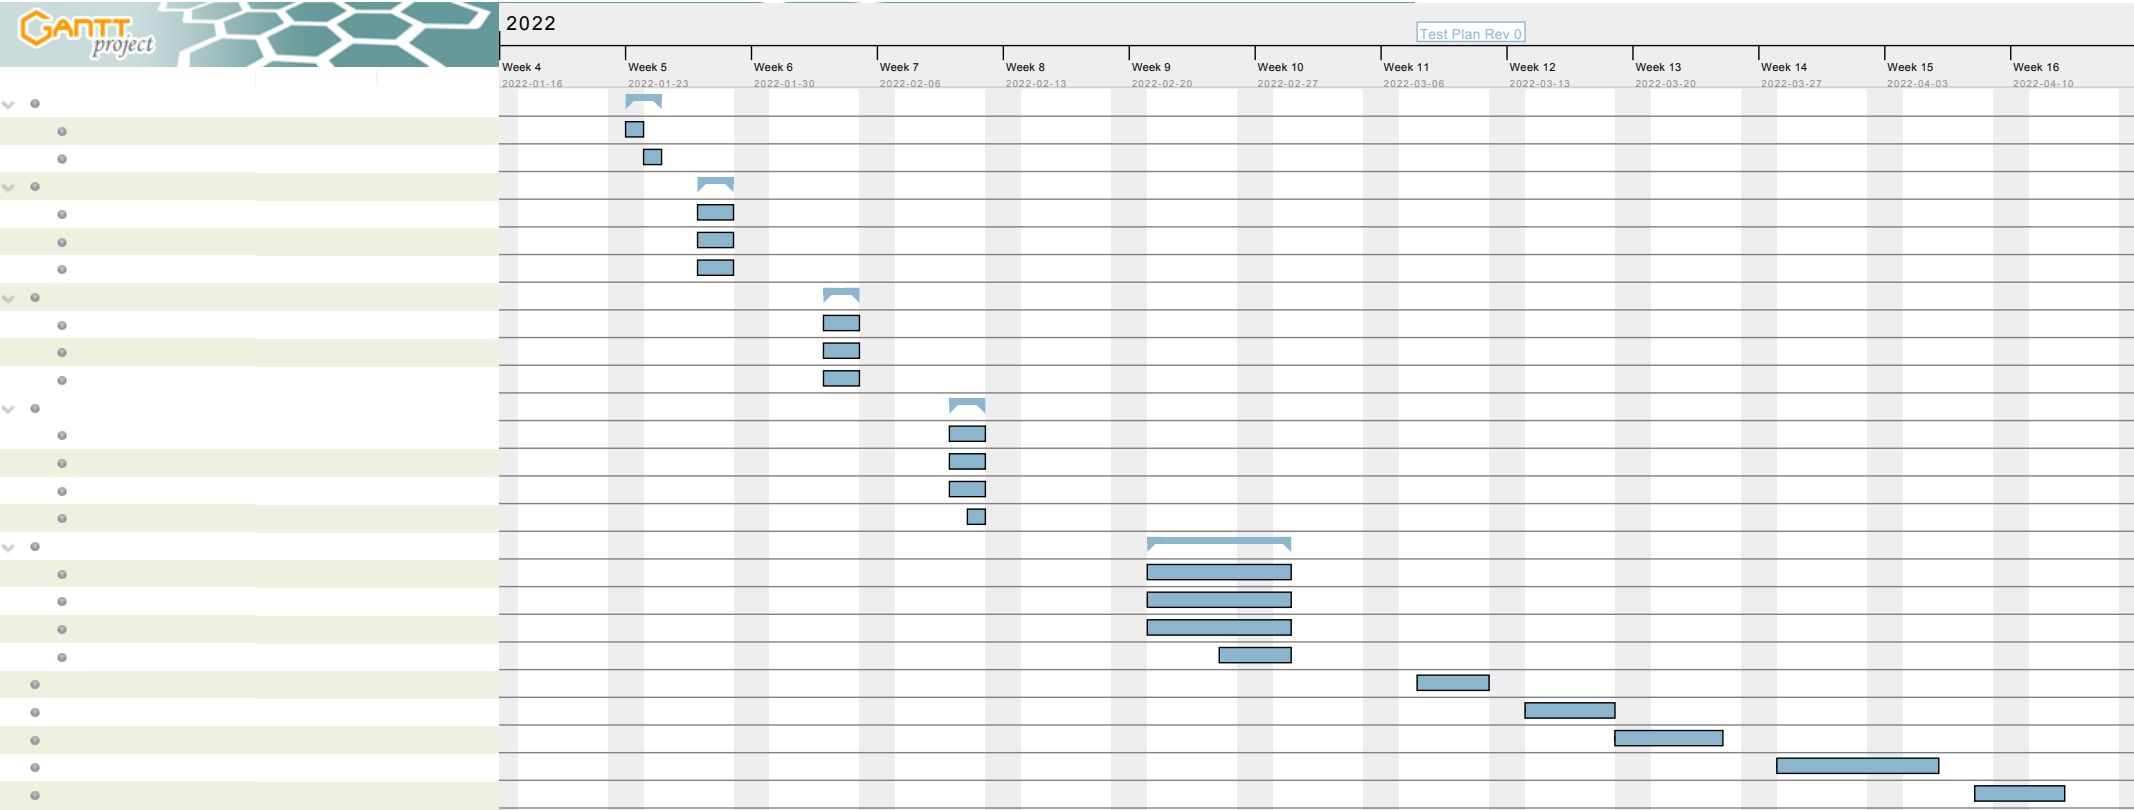 GANTT
project
2022
Test Plan Rev 0
Week 4 Week 5 Week 6 Week 7 Week 8 Week 9 Week 10 Week 11 Week 12 Week 13 Week 14 Week 15 Week 16
2022-01-16 2022-01-23 2022-01-30 2022-02-06 2022-02-13 2022-02-20 2022-02-27 2022-03-06 2022-03-13 2022-03-20 2022-03-27 2022-04-03 2022-04-10